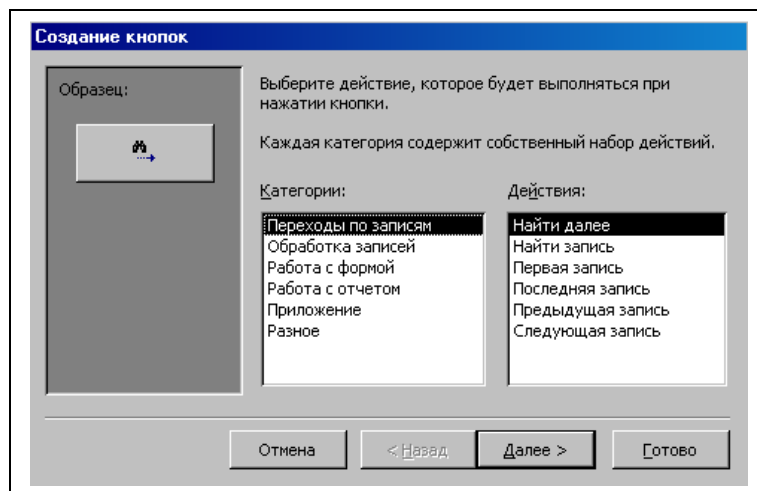 Создание кнопок
Образец:
Выберите действие, которое будет выполняться при
нажатии кнопки.
Каждая категория содержит собственный набор действий.
Категории:
Действия:
Переходы по записям
Обработка записей
Работа с формой
Работа с отчетом
Приложение
Разное
Найти далее
Найти запись
Первая запись
Последняя запись
Предыдущая запись
Следующая запись
Отмена
< Назад
Далее >
Готово